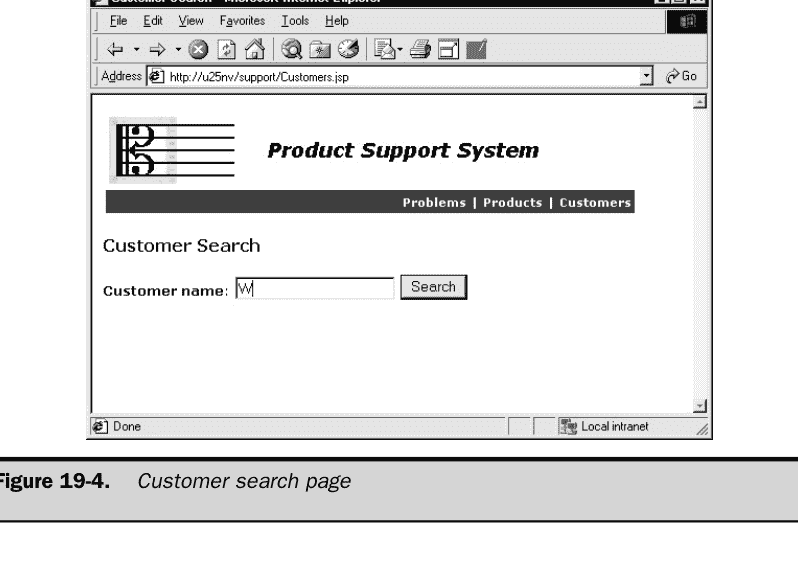 File Edit View Favorites Tools Help
Address http://u25nv/support/Customers.jsp Go
Product Support System
Problems | Products | Customers
Customer Search
Customer name: W Search
Done Local intranet
Figure 19-4. Customer search page